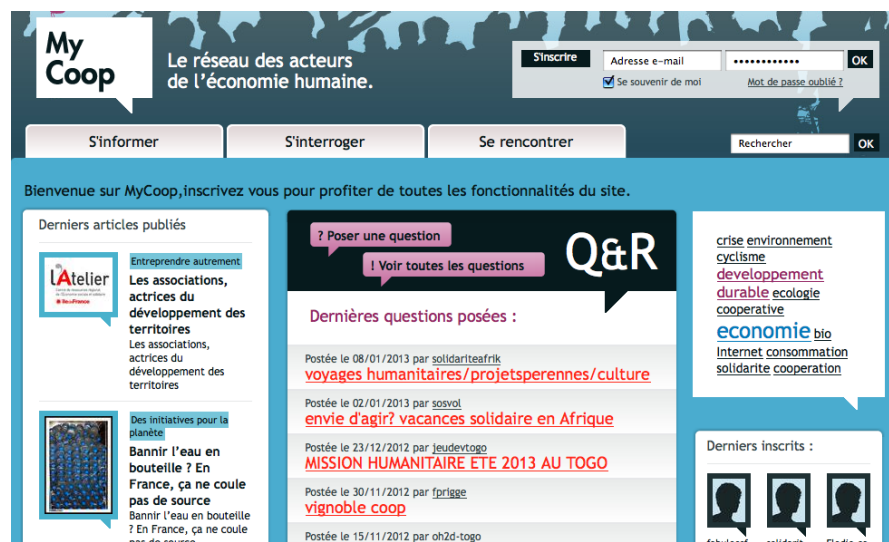 My
Coop
Le réseau des acteurs
de l'économie humaine.
S'inscrire
Adresse e-mail
••••••••••••
OK
Se souvenir de moi
Mot de passe oublié ?
S'informer
S'interroger
Se rencontrer
Rechercher
OK
Bienvenue sur MyCoop,inscrivez vous pour profiter de toutes les fonctionnalités du site.
Derniers articles publiés
l'Atelier
île de France
Entreprendre autrement
Les associations,
actrices du
développement des
territoires
Les associations,
actrices du
développement des
territoires
Des initiatives pour la
planète
Bannir l'eau en
bouteille ? En
France, ça ne coule
pas de source
Bannir l'eau en bouteille
? En France, ça ne coule
pas de source
? Poser une question
! Voir toutes les questions
Q&R
Dernières questions posées :
Postée le 08/01/2013 par solidariteafrik
voyages humanitaires/projetsperennes/culture
Postée le 02/01/2013 par sosvol
envie d'agir? vacances solidaire en Afrique
Postée le 23/12/2012 par jeudevtogo
MISSION HUMANITAIRE ETE 2013 AU TOGO
Postée le 30/11/2012 par fprigge
vignoble coop
Postée le 15/11/2012 par oh2d-togo
crise environnement
cyclisme
developpement
durable ecologie
cooperative
economie bio
Internet consommation
solidarite cooperation
Derniers inscrits :